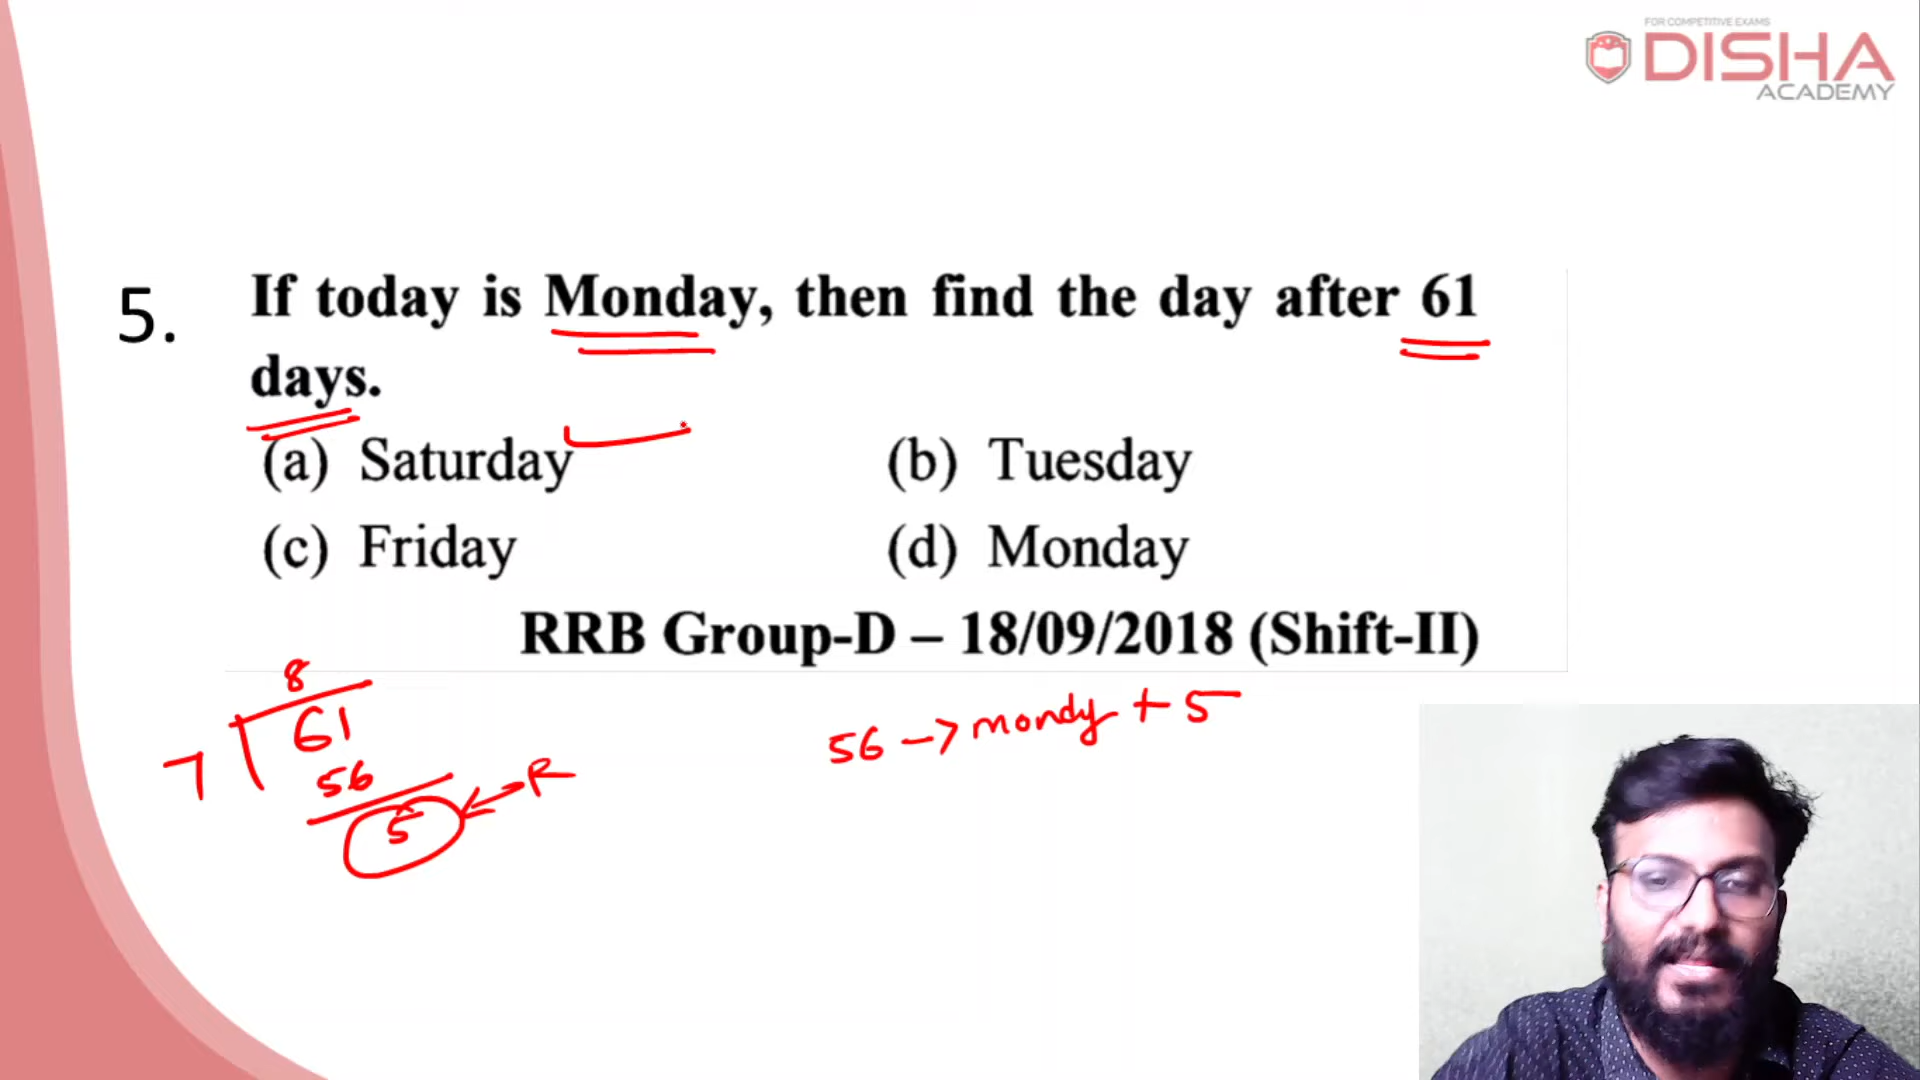 FOR COMPETITIVE EXAMS
DISHA
ACADEMY
5.
If today is Monday, then find the day after 61
days.
(a) Saturday
(b) Tuesday
(c) Friday
(d) Monday
RRB Group-D – 18/09/2018 (Shift-II)
8
7 61
56
5 ← R
56 -> mondy + 5